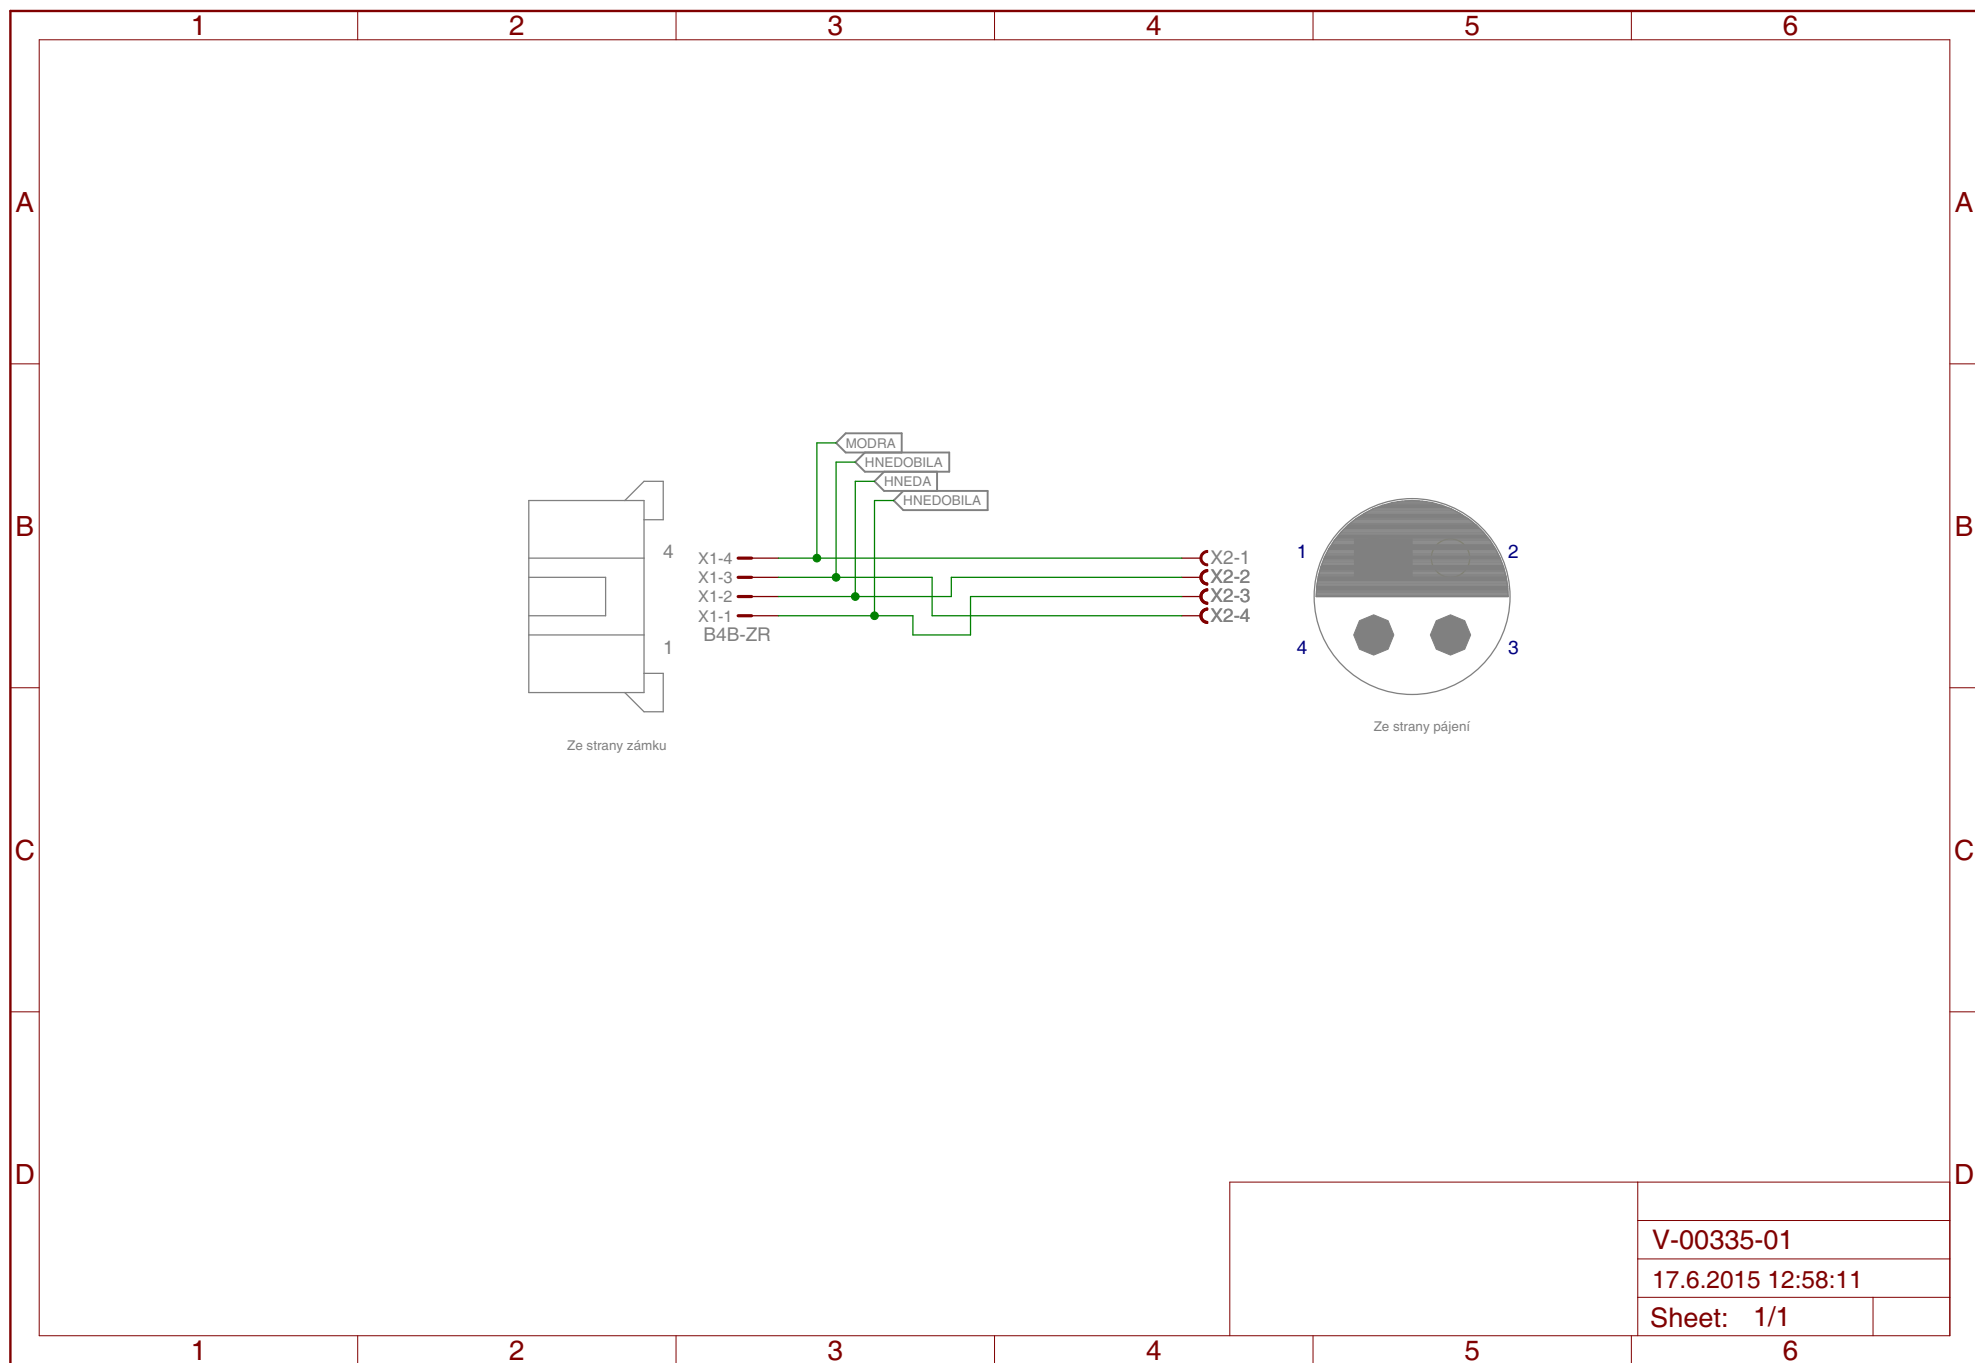 1 2 3 4 5 6
A A
MODRA
HNEDOBILA
HNEDA
HNEDOBILA
B B
4
X1-4 X2-1
X1-3 X2-2
X1-2 X2-3
X1-1 X2-4
B4B-ZR
1
1 2
4 3
Ze strany pájení
Ze strany zámku
C C
D D
V-00335-01
17.6.2015 12:58:11
Sheet: 1/1
1 2 3 4 5 6